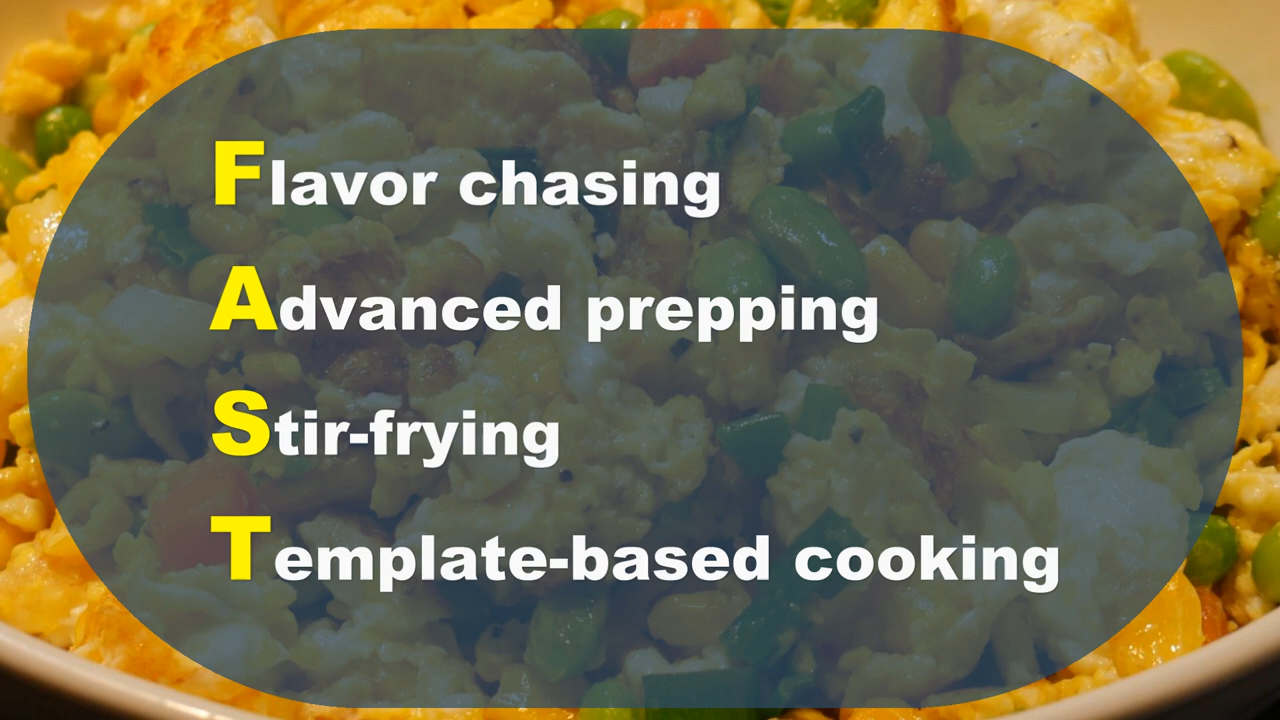 Flavor chasing
Advanced prepping
Stir-frying
Template-based cooking